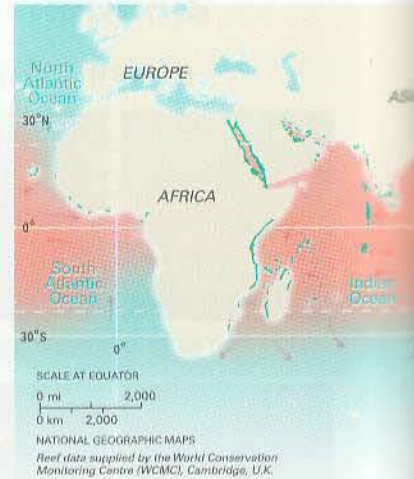 North
Atlantic
Ocean
EUROPE
AS
30°N
AFRICA
0°
South
Atlantic
Ocean
Indian
Ocean
30°S
0°
SCALE AT EQUATOR
0 mi 2,000
0 km 2,000
NATIONAL GEOGRAPHIC MAPS
Reef data supplied by the World Conservation
Monitoring Centre (WCMC), Cambridge, U.K.